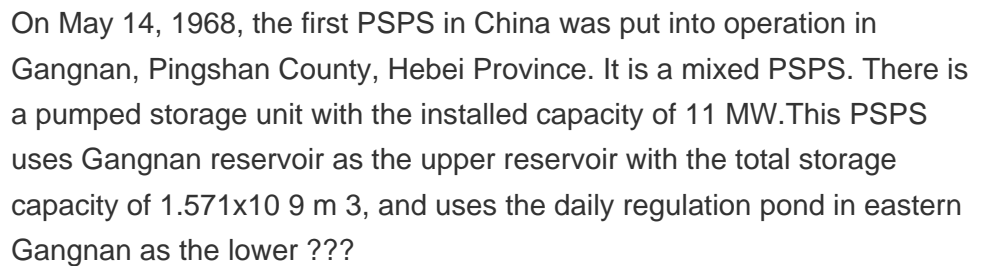 On May 14, 1968, the first PSPS in China was put into operation in
Gangnan, Pingshan County, Hebei Province. It is a mixed PSPS. There is
a pumped storage unit with the installed capacity of 11 MW.This PSPS
uses Gangnan reservoir as the upper reservoir with the total storage
capacity of 1.571x10 9 m 3, and uses the daily regulation pond in eastern
Gangnan as the lower ???